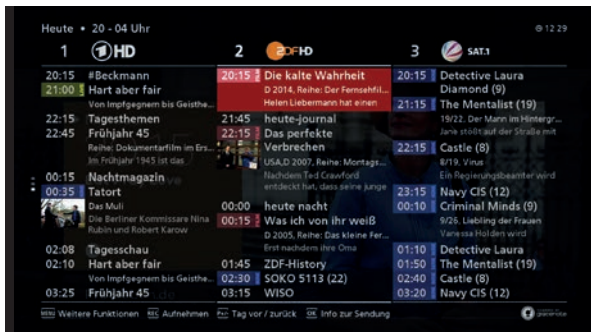 Heute • 20 - 04 Uhr
12 29
1 HD
20:15 #Beckmann
21:00 Hart aber fair
Von Impfgegnern bis Geisthe...
22:15 Tagesthemen
22:45 Frühjahr 45
Reihe: Dokumentarfilm im Ers...
Im Frühjahr 1945 ist das
00:15 Nachtmagazin
00:35 Tatort
Das Muli
Die Berliner Kommissare Nina
Rubin und Robert Karow
02:08 Tagesschau
02:10 Hart aber fair
Von Impfgegnern bis Geisthe...
03:25 Frühjahr 45
2 ZDF HD
20:15 Die kalte Wahrheit
D 2014, Reihe: Der Fernsehfil...
Helen Liebermann hat einen
21:45 heute-journal
22:15 Das perfekte
Verbrechen
USA,D 2007, Reihe: Montags...
Nachdem Ted Crawford
entdeckt hat, dass seine junge
00:00 heute nacht
00:15 Was ich von ihr weiß
D 2005, Reihe: Das kleine Fer...
Erst nachdem ihre Oma
01:45 ZDF-History
02:30 SOKO 5113 (22)
03:15 WISO
3 SAT.1
20:15 Detective Laura
Diamond (9)
21:15 The Mentalist (19)
19/22, Der Mann im Hintergr...
Jane stößt auf der Straße mit
22:15 Castle (8)
8/19, Virus
Ein Regierungsbeamter wird
23:15 Navy CIS (12)
00:10 Criminal Minds (9)
9/26, Liebling der Frauen
Vanessa Holden wird
01:10 Detective Laura
01:50 The Mentalist (19)
02:40 Castle (8)
03:20 Navy CIS (12)
MENU Weitere Funktionen REC Aufnehmen P+/- Tag vor / zurück OK Info zur Sendung
gracenote